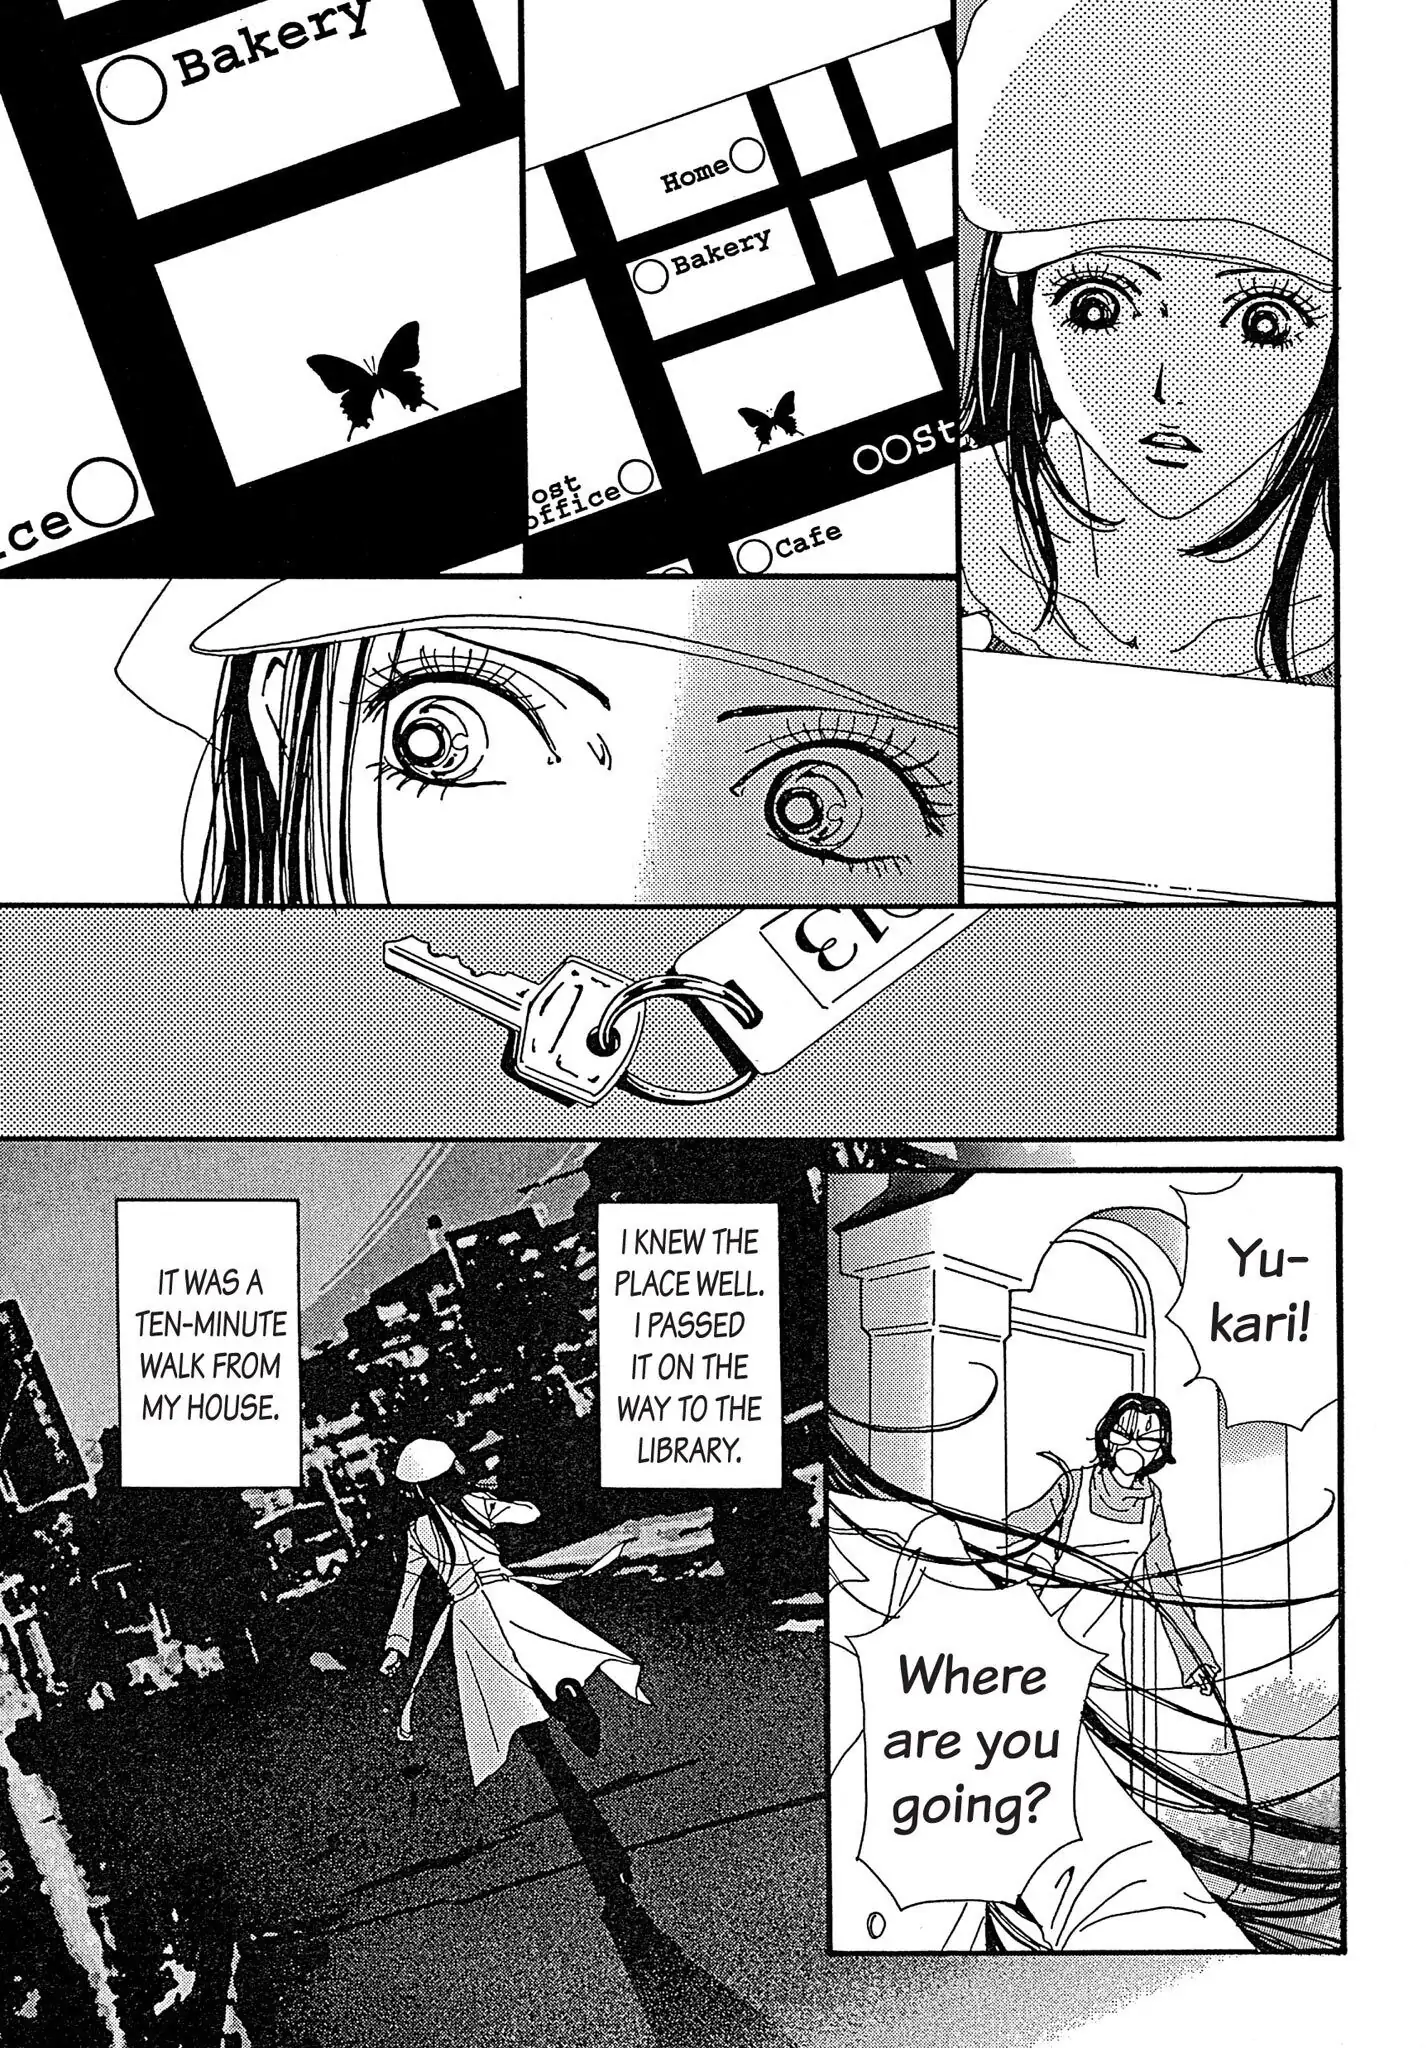 Home
Bakery
ost
office
OOst
Cafe
Bakery
ice
13
Yu-
kari!
Where
are you
going?
I KNEW THE
PLACE WELL.
I PASSED
IT ON THE
WAY TO THE
LIBRARY.
IT WAS A
TEN-MINUTE
WALK FROM
MY HOUSE.